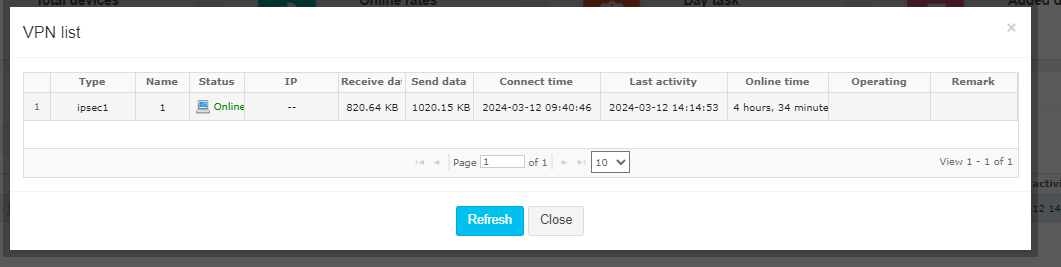 Total devices Online rates Day task Added d
VPN list ×
Type Name Status IP Receive dat Send data Connect time Last activity Online time Operating Remark
1 ipsec1 1 Online -- 820.64 KB 1020.15 KB 2024-03-12 09:40:46 2024-03-12 14:14:53 4 hours, 34 minute
Page 1 of 1 10 View 1 - 1 of 1
activi
12 14
Refresh Close